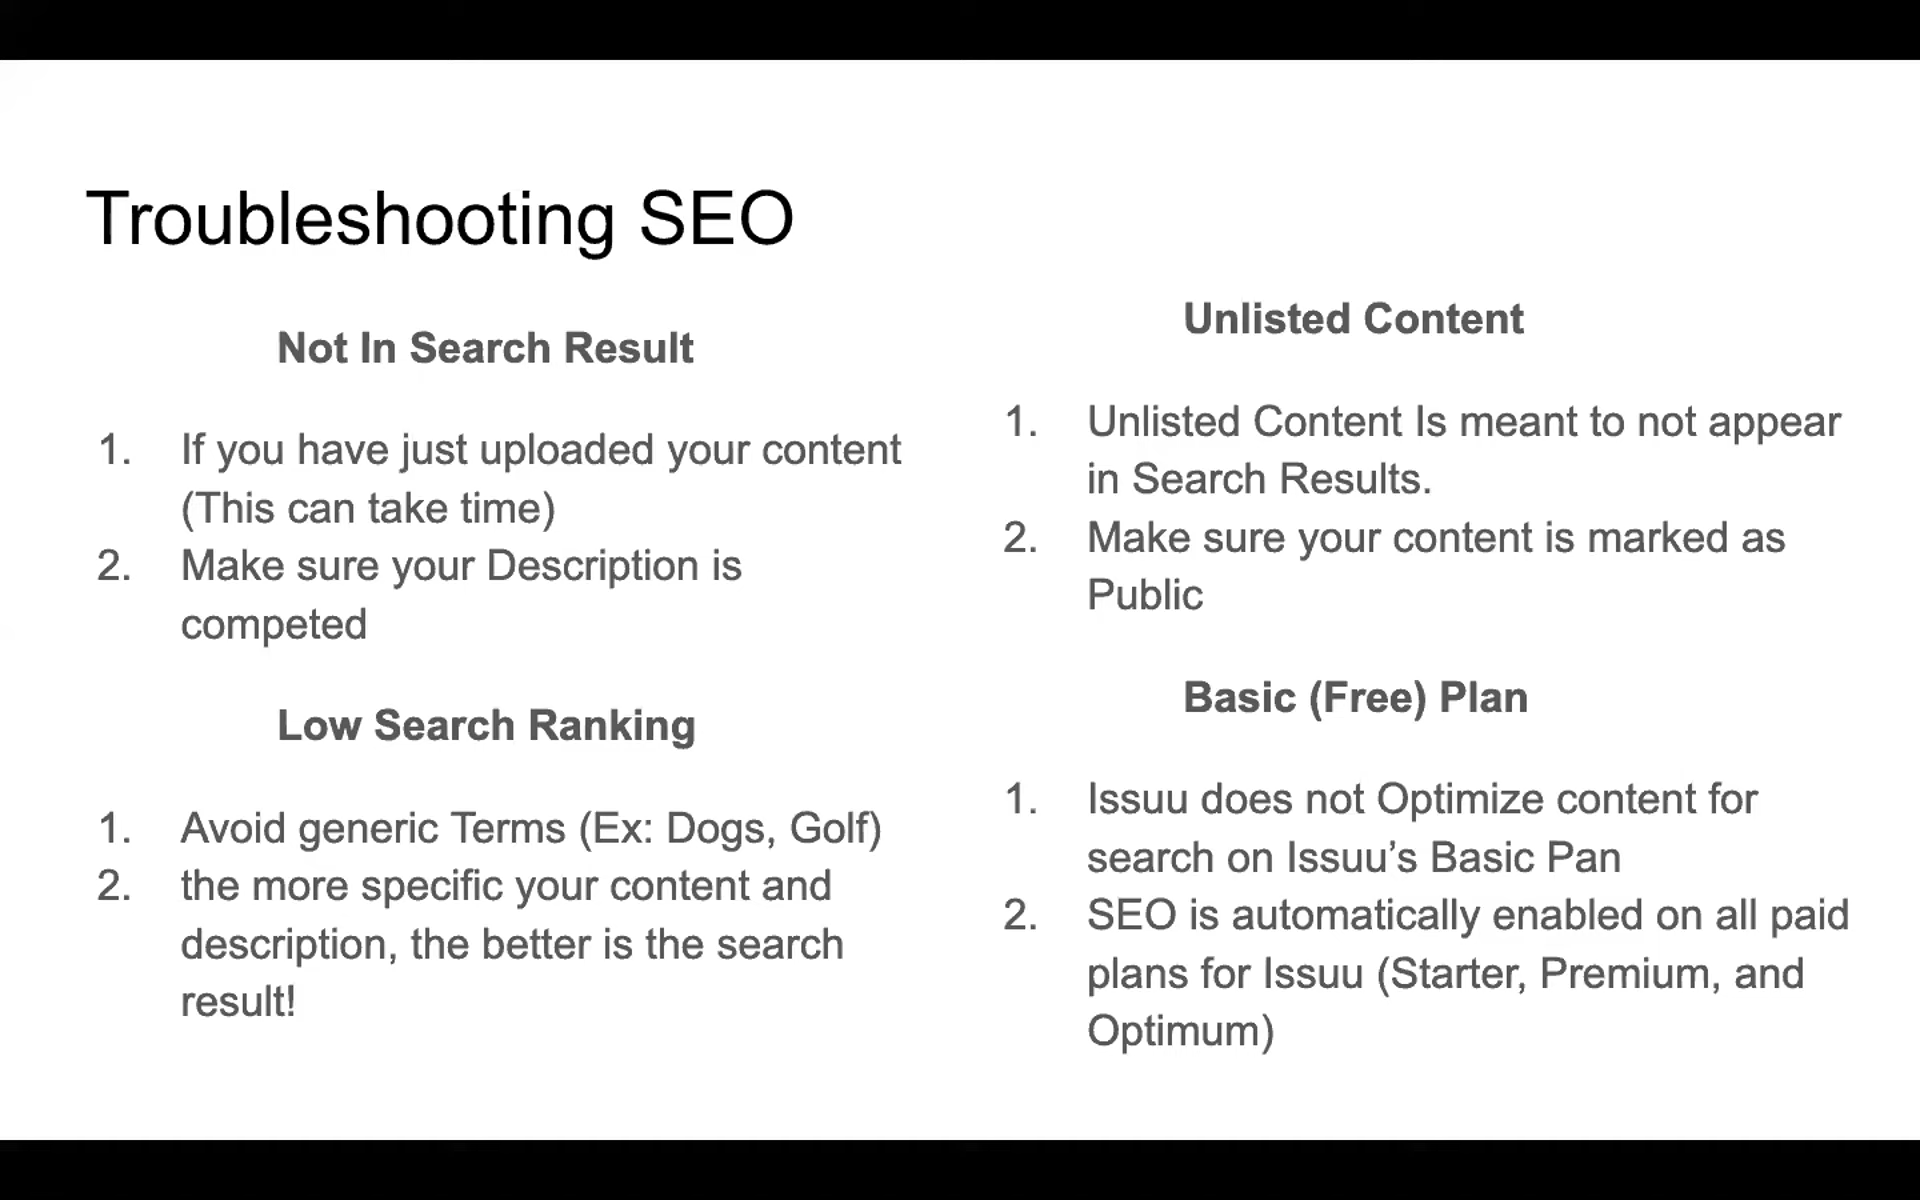 Troubleshooting SEO
Not In Search Result
1. If you have just uploaded your content
(This can take time)
2. Make sure your Description is
competed
Low Search Ranking
1. Avoid generic Terms (Ex: Dogs, Golf)
2. the more specific your content and
description, the better is the search
result!
Unlisted Content
1. Unlisted Content Is meant to not appear
in Search Results.
2. Make sure your content is marked as
Public
Basic (Free) Plan
1. Issuu does not Optimize content for
search on Issuu’s Basic Pan
2. SEO is automatically enabled on all paid
plans for Issuu (Starter, Premium, and
Optimum)